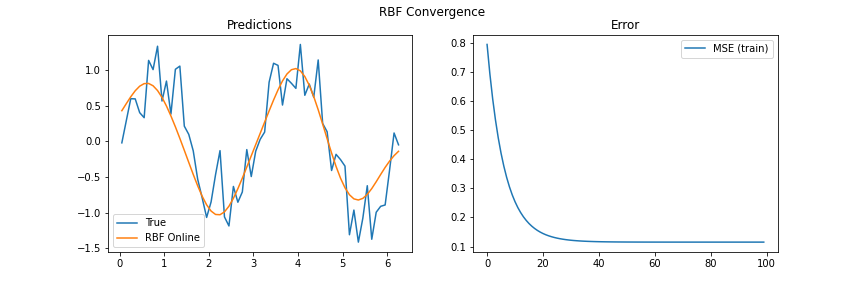 RBF Convergence
Predictions
1.0
0.5
0.0
−0.5
−1.0
−1.5
0 1 2 3 4 5 6
True
RBF Online
Error
0.8
0.7
0.6
0.5
0.4
0.3
0.2
0.1
0 20 40 60 80 100
MSE (train)